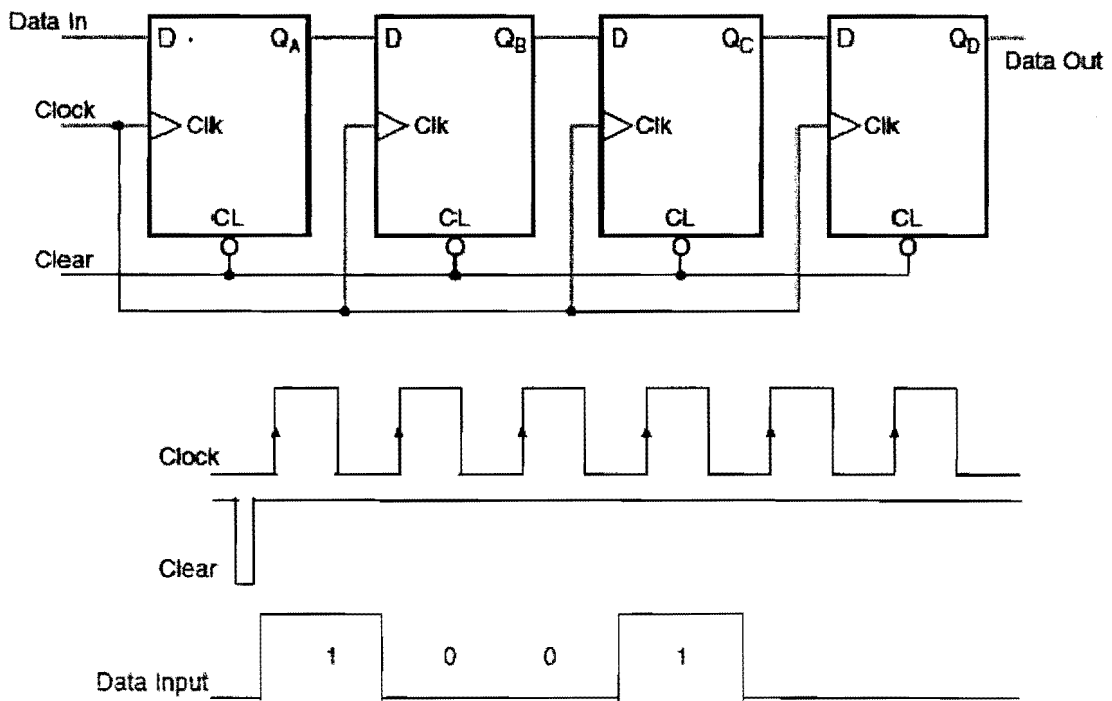 Data In
D QA D QB D QC D QD
Data Out
Clock
Clk Clk Clk Clk
CL CL CL CL
Clear
Clock
Clear
1 0 0 1
Data Input